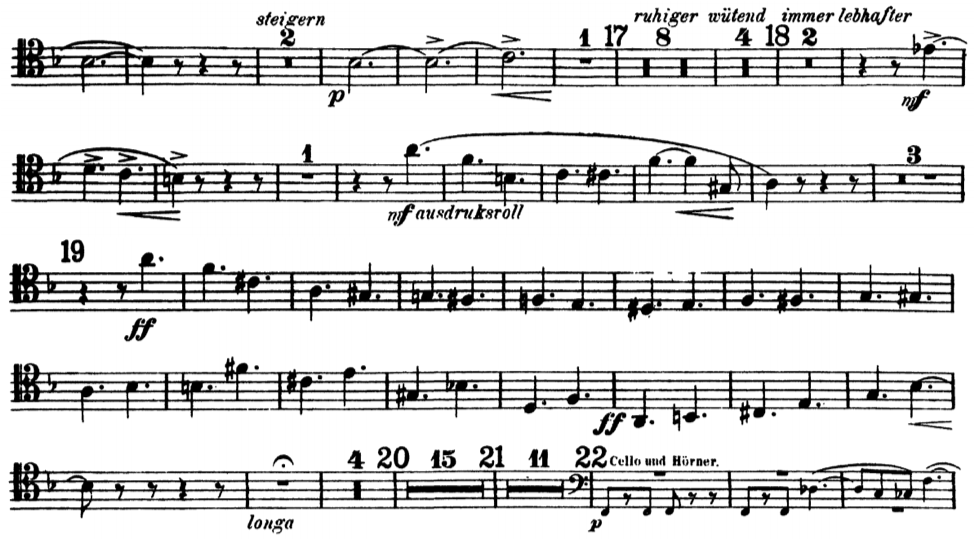 steigern ruhiger wütend immer lebhafter
2 1 17 8 4 18 2
p mf
1 3
mf ausdruksroll
19
ff
ff
4 20 15 21 11 22 Cello und Hörner.
longa p